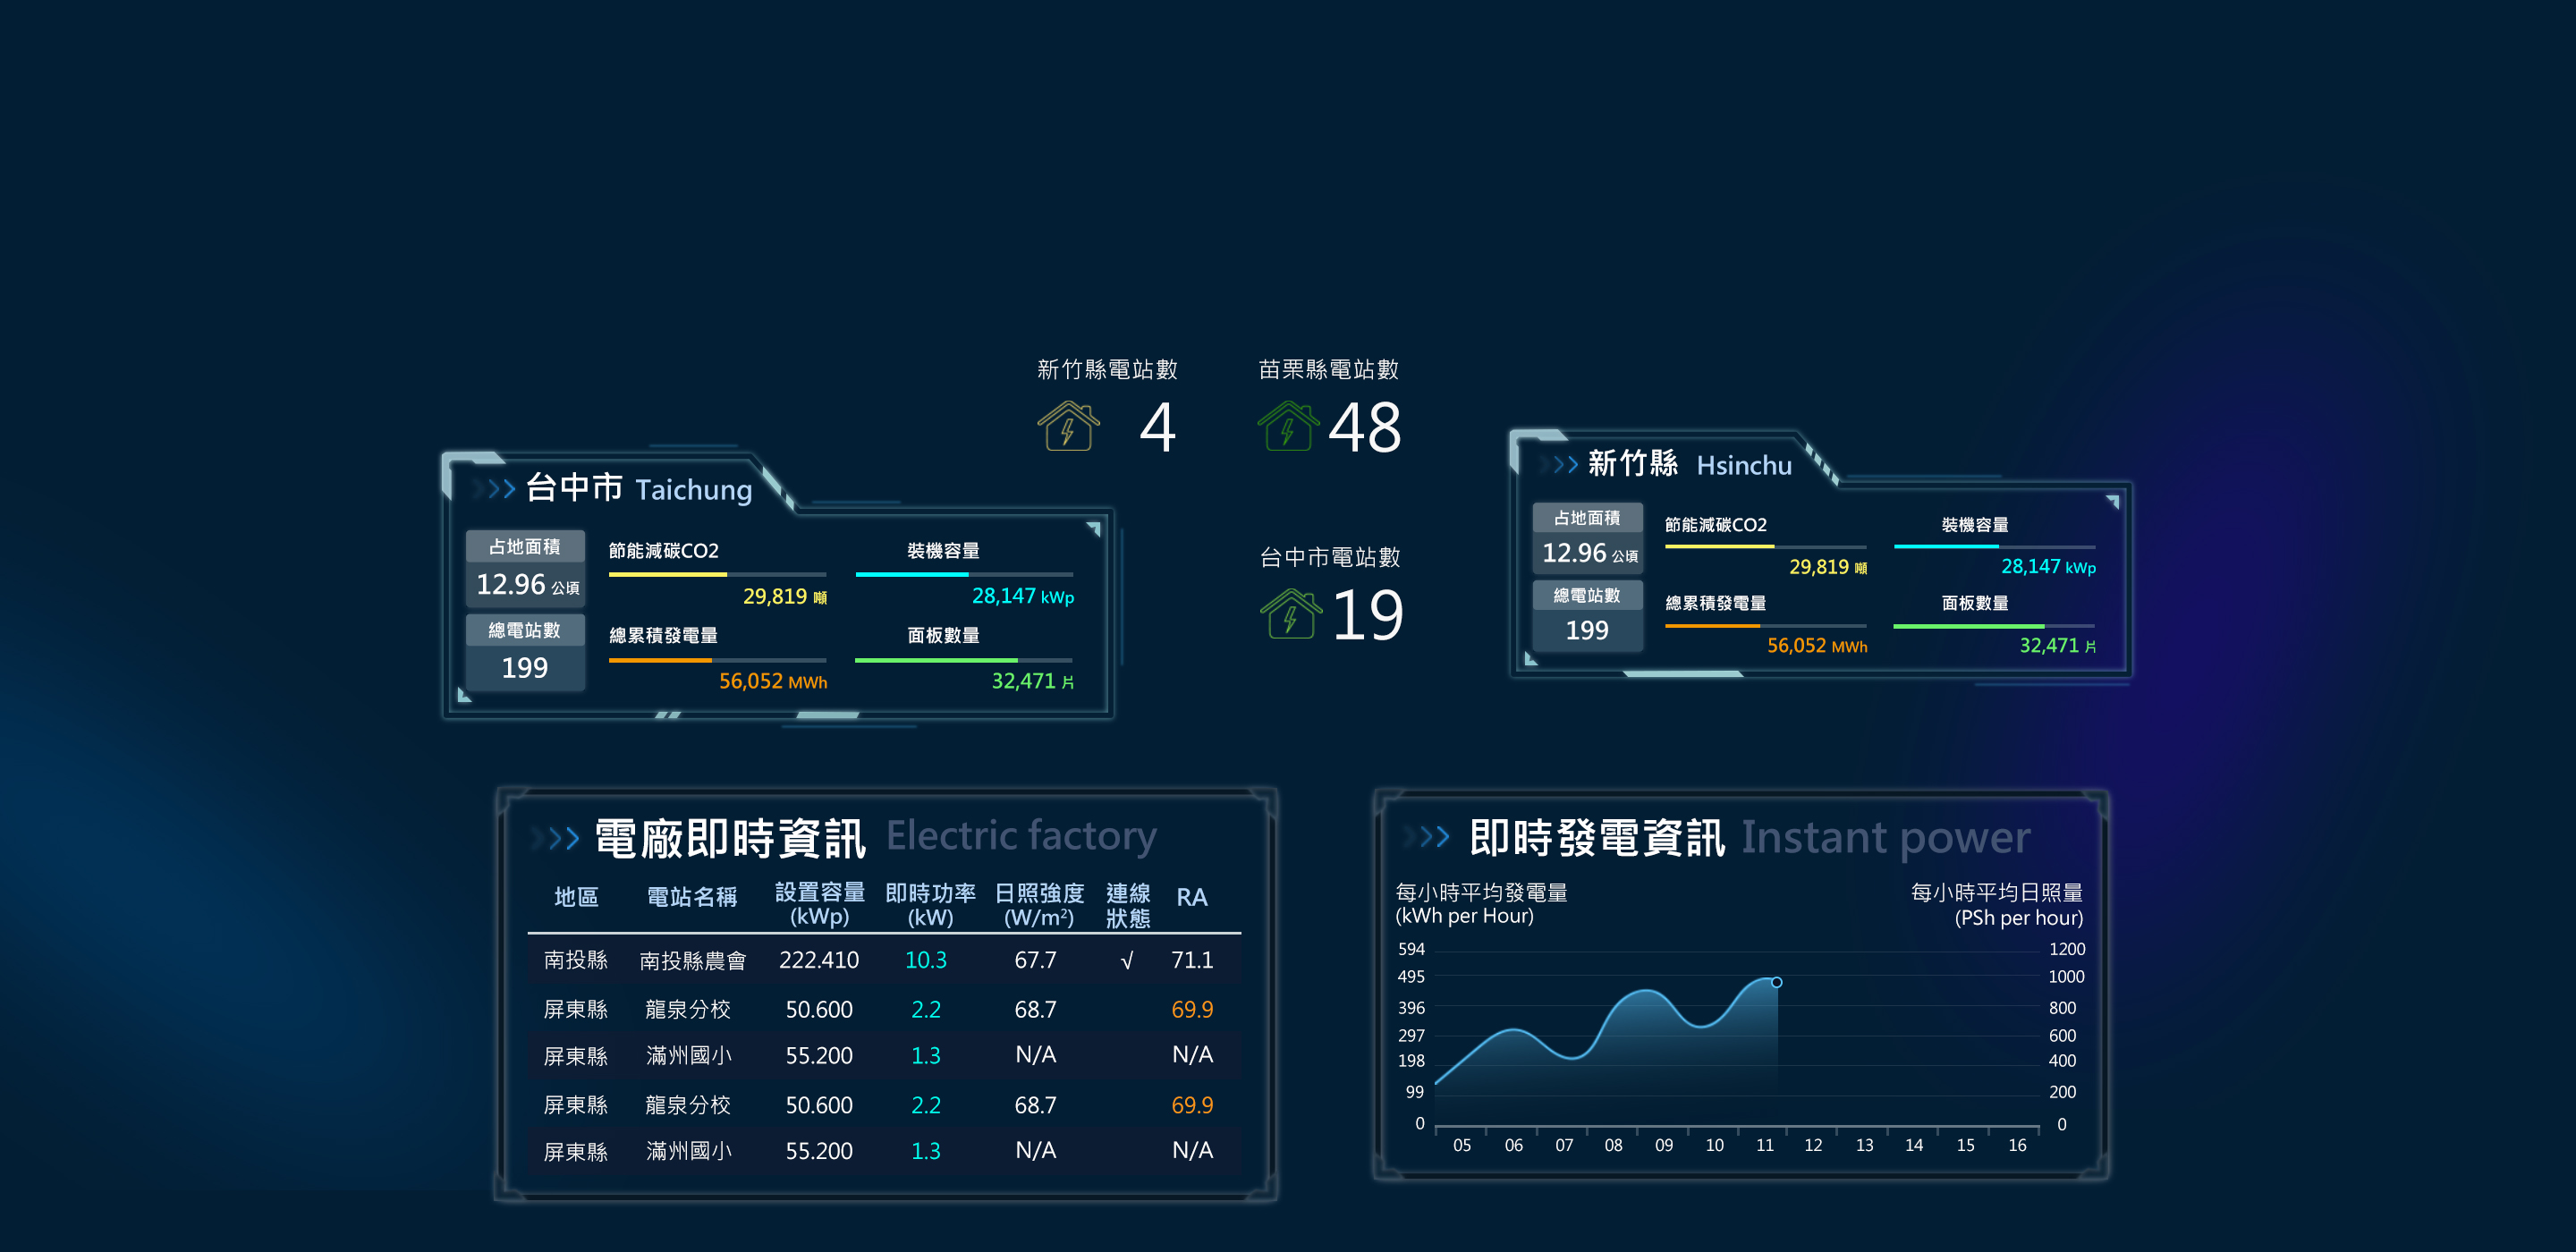 新竹縣電站數
4
苗栗縣電站數
48
台中市電站數
19
台中市 Taichung
占地面積
12.96 公頃
總電站數
199
節能減碳CO2
29,819 噸
裝機容量
28,147 kWp
總累積發電量
56,052 MWh
面板數量
32,471 片
新竹縣 Hsinchu
占地面積
12.96 公頃
總電站數
199
節能減碳CO2
29,819 噸
裝機容量
28,147 kWp
總累積發電量
56,052 MWh
面板數量
32,471 片
電廠即時資訊 Electric factory
地區 電站名稱 設置容量 (kWp) 即時功率 (kW) 日照強度 (W/m²) 連線狀態 RA
南投縣 南投縣農會 222.410 10.3 67.7 √ 71.1
屏東縣 龍泉分校 50.600 2.2 68.7 69.9
屏東縣 滿州國小 55.200 1.3 N/A N/A
屏東縣 龍泉分校 50.600 2.2 68.7 69.9
屏東縣 滿州國小 55.200 1.3 N/A N/A
即時發電資訊 Instant power
每小時平均發電量
(kWh per Hour)
每小時平均日照量
(PSh per hour)
594
495
396
297
198
99
0
1200
1000
800
600
400
200
0
05 06 07 08 09 10 11 12 13 14 15 16